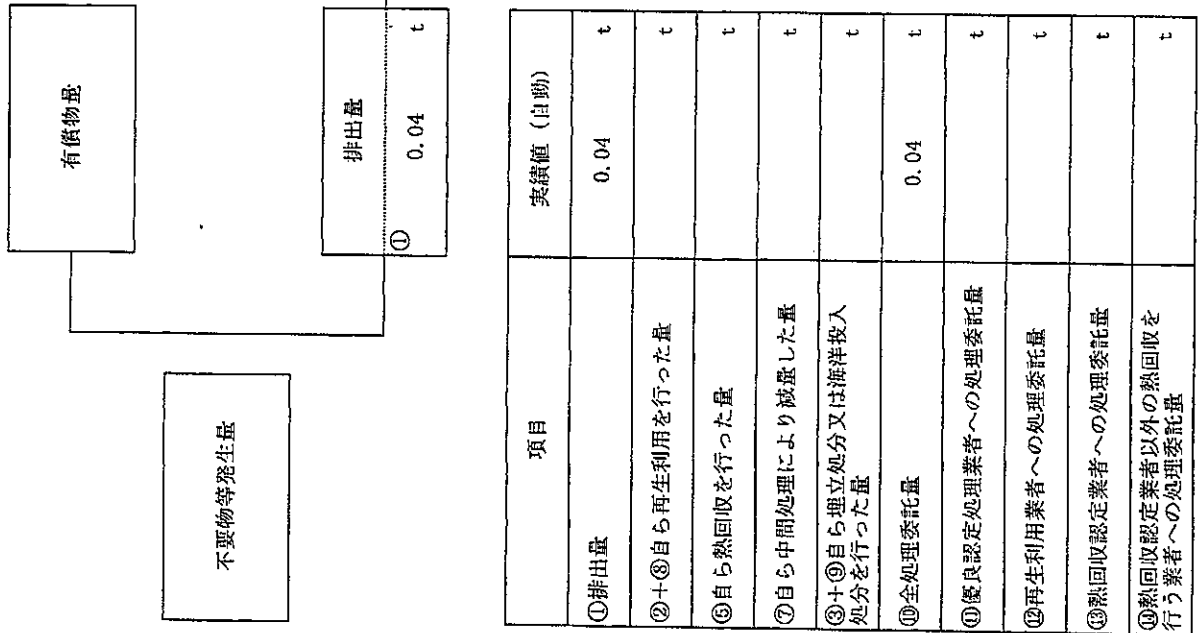 有償物量
不要物等発生量
排出量
① 0.04 t
項目 実績値（自動）
①排出量 0.04 t
②+⑧自ら再生利用を行った量 t
⑤自ら熱回収を行った量 t
⑦自ら中間処理により減量した量 t
③+⑨自ら埋立処分又は海洋投入
処分を行った量 t
⑩全処理委託量 0.04 t
⑪優良認定処理業者への処理委託量 t
⑫再生利用業者への処理委託量 t
⑬熱回収認定業者への処理委託量 t
⑭熱回収認定業者以外の熱回収を
行う業者への処理委託量 t